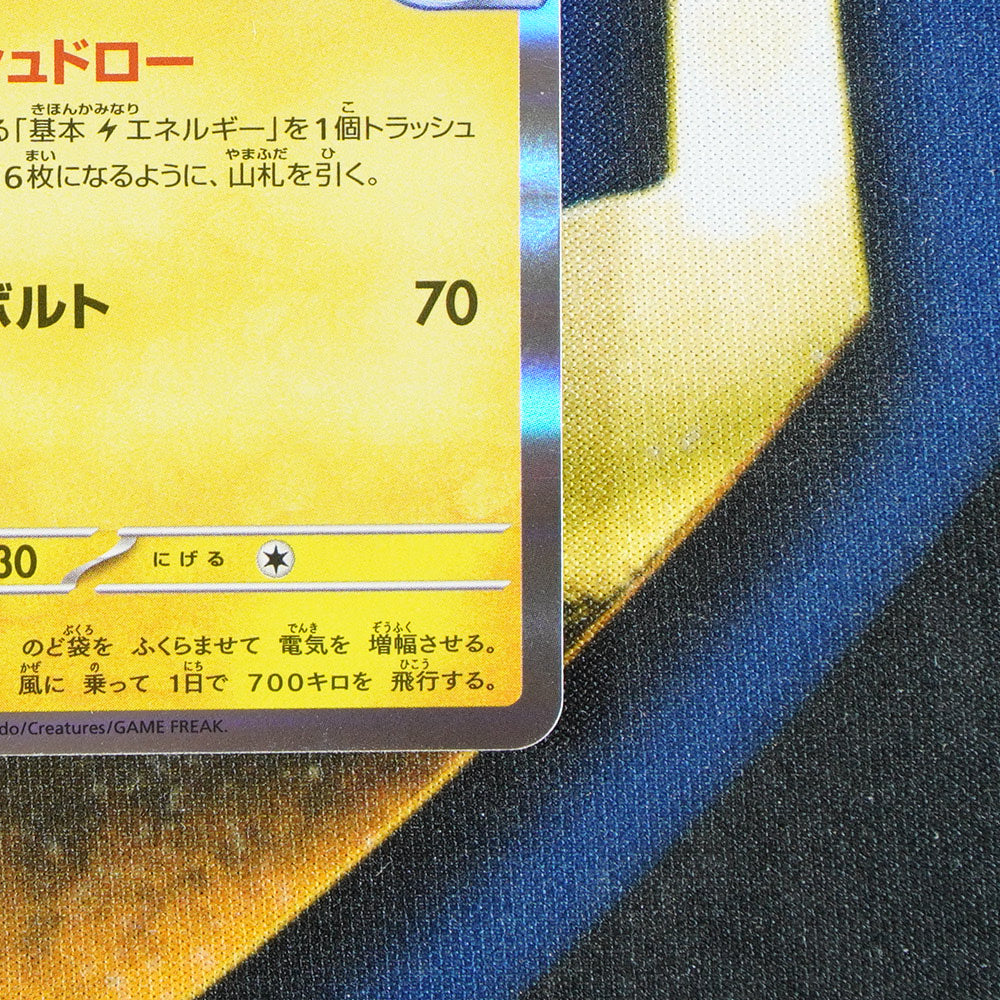 ュドロー
る「基本エネルギー」を1個トラッシュ
6枚になるように、山札を引く。
ボルト 70
30 にげる
のど袋を ふくらませて 電気を 増幅させる。
風に 乗って 1日で 700キロを 飛行する。
do/Creatures/GAME FREAK.